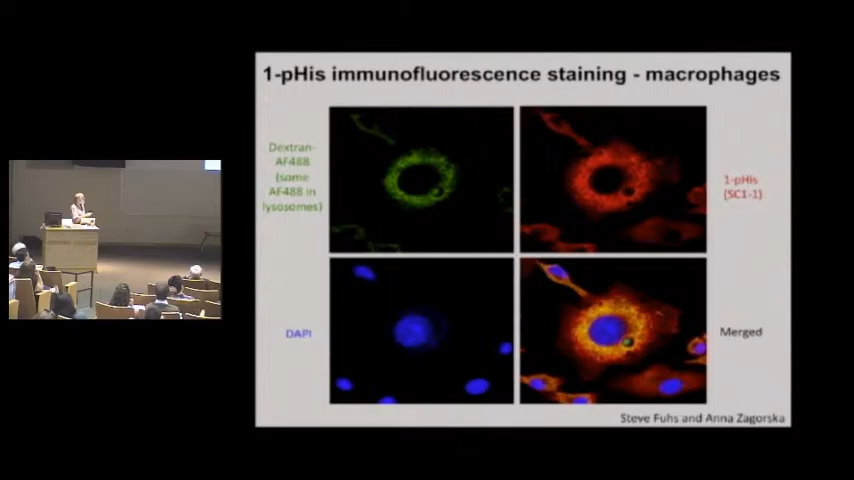 1-pHis immunofluorescence staining - macrophages
Dextran-
AF488
(some
AF488 in
lysosomes)
1-pHis
(SC1-1)
DAPI
Merged
Steve Fuhs and Anna Zagorska